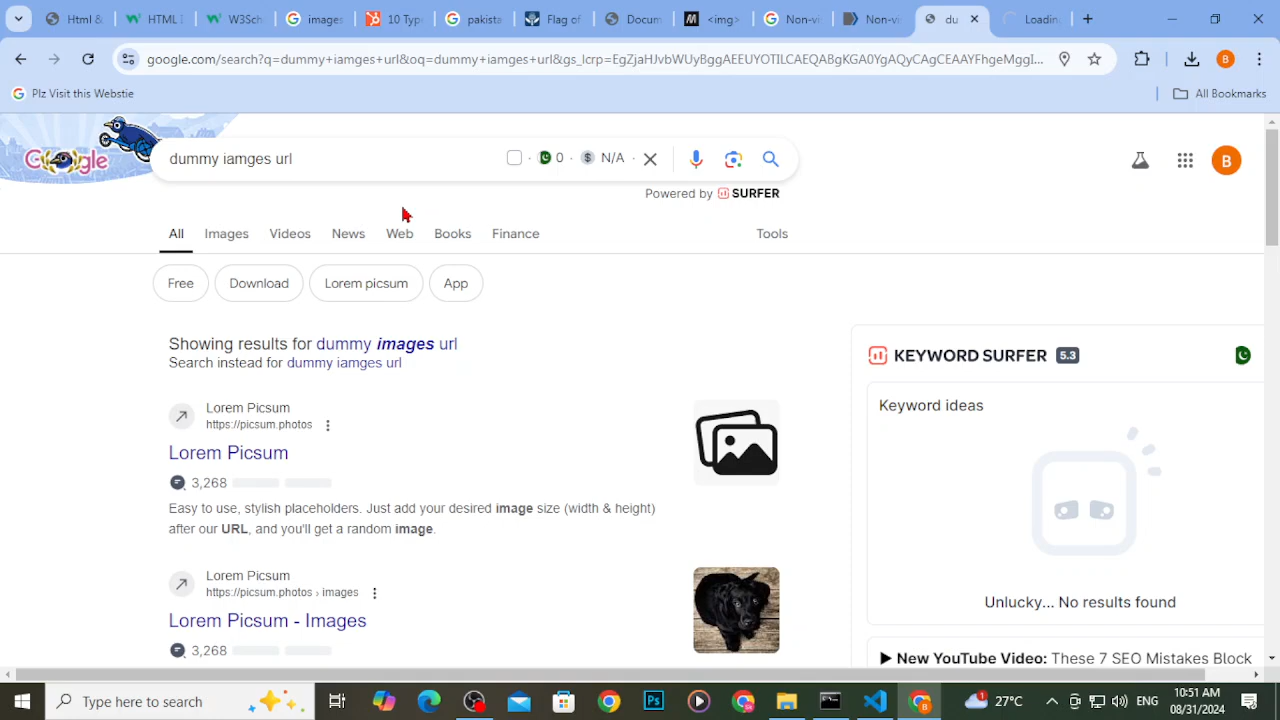 Html &
HTML I
W3Sch
images
10 Type
pakista
Flag of
Docum
<img>
Non-vi
Non-vi
du
Loadin
google.com/search?q=dummy+iamges+url&oq=dummy+iamges+url&gs_lcrp=EgZjaHJvbWUyBggAEEUYOTILCAEQABgKGA0YgAQyCAgCEAAYFhgeMggI...
Plz Visit this Webstie
All Bookmarks
Google
dummy iamges url
0 · N/A ·
B
Powered by SURFER
All Images Videos News Web Books Finance Tools
Free Download Lorem picsum App
Showing results for dummy images url
Search instead for dummy iamges url
Lorem Picsum
https://picsum.photos
Lorem Picsum
3,268
Easy to use, stylish placeholders. Just add your desired image size (width & height)
after our URL, and you'll get a random image.
Lorem Picsum
https://picsum.photos › images
Lorem Picsum - Images
3,268
KEYWORD SURFER 5.3
Keyword ideas
Unlucky... No results found
▶ New YouTube Video: These 7 SEO Mistakes Block
Type here to search
27°C
ENG
10:51 AM
08/31/2024